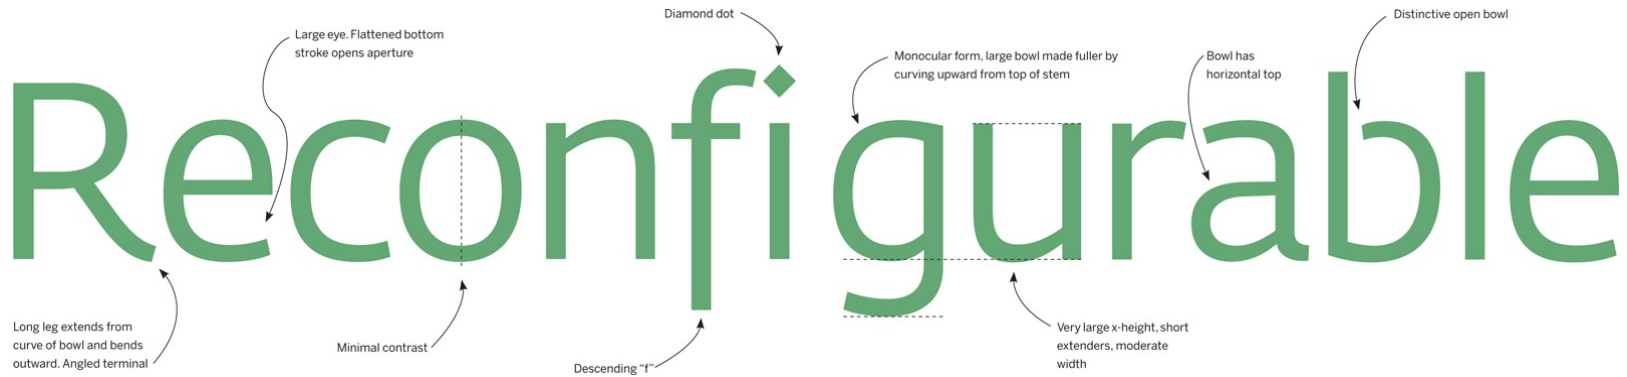 Diamond dot
Distinctive open bowl
Large eye. Flattened bottom
stroke opens aperture
Monocular form, large bowl made fuller by
curving upward from top of stem
Bowl has
horizontal top
Reconfigurable
Long leg extends from
curve of bowl and bends
outward. Angled terminal
Minimal contrast
Descending “f”
Very large x-height, short
extenders, moderate
width